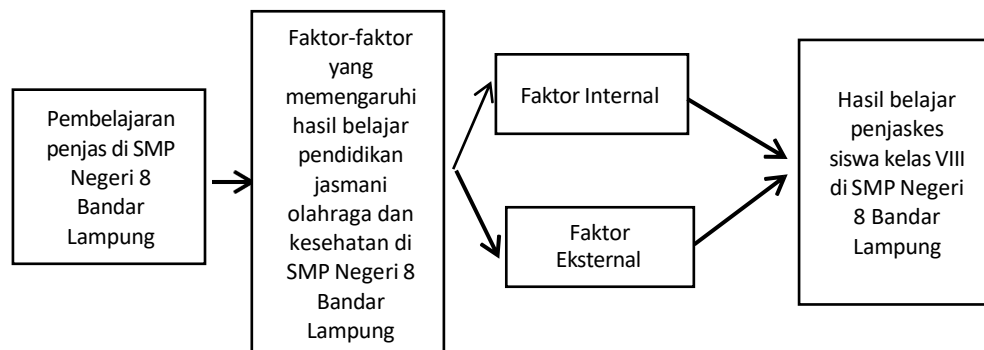 Pembelajaran
penjas di SMP
Negeri 8
Bandar
Lampung
Faktor-faktor
yang
memengaruhi
hasil belajar
pendidikan
jasmani
olahraga dan
kesehatan di
SMP Negeri 8
Bandar
Lampung
Faktor Internal
Faktor
Eksternal
Hasil belajar
penjaskes
siswa kelas VIII
di SMP Negeri
8 Bandar
Lampung